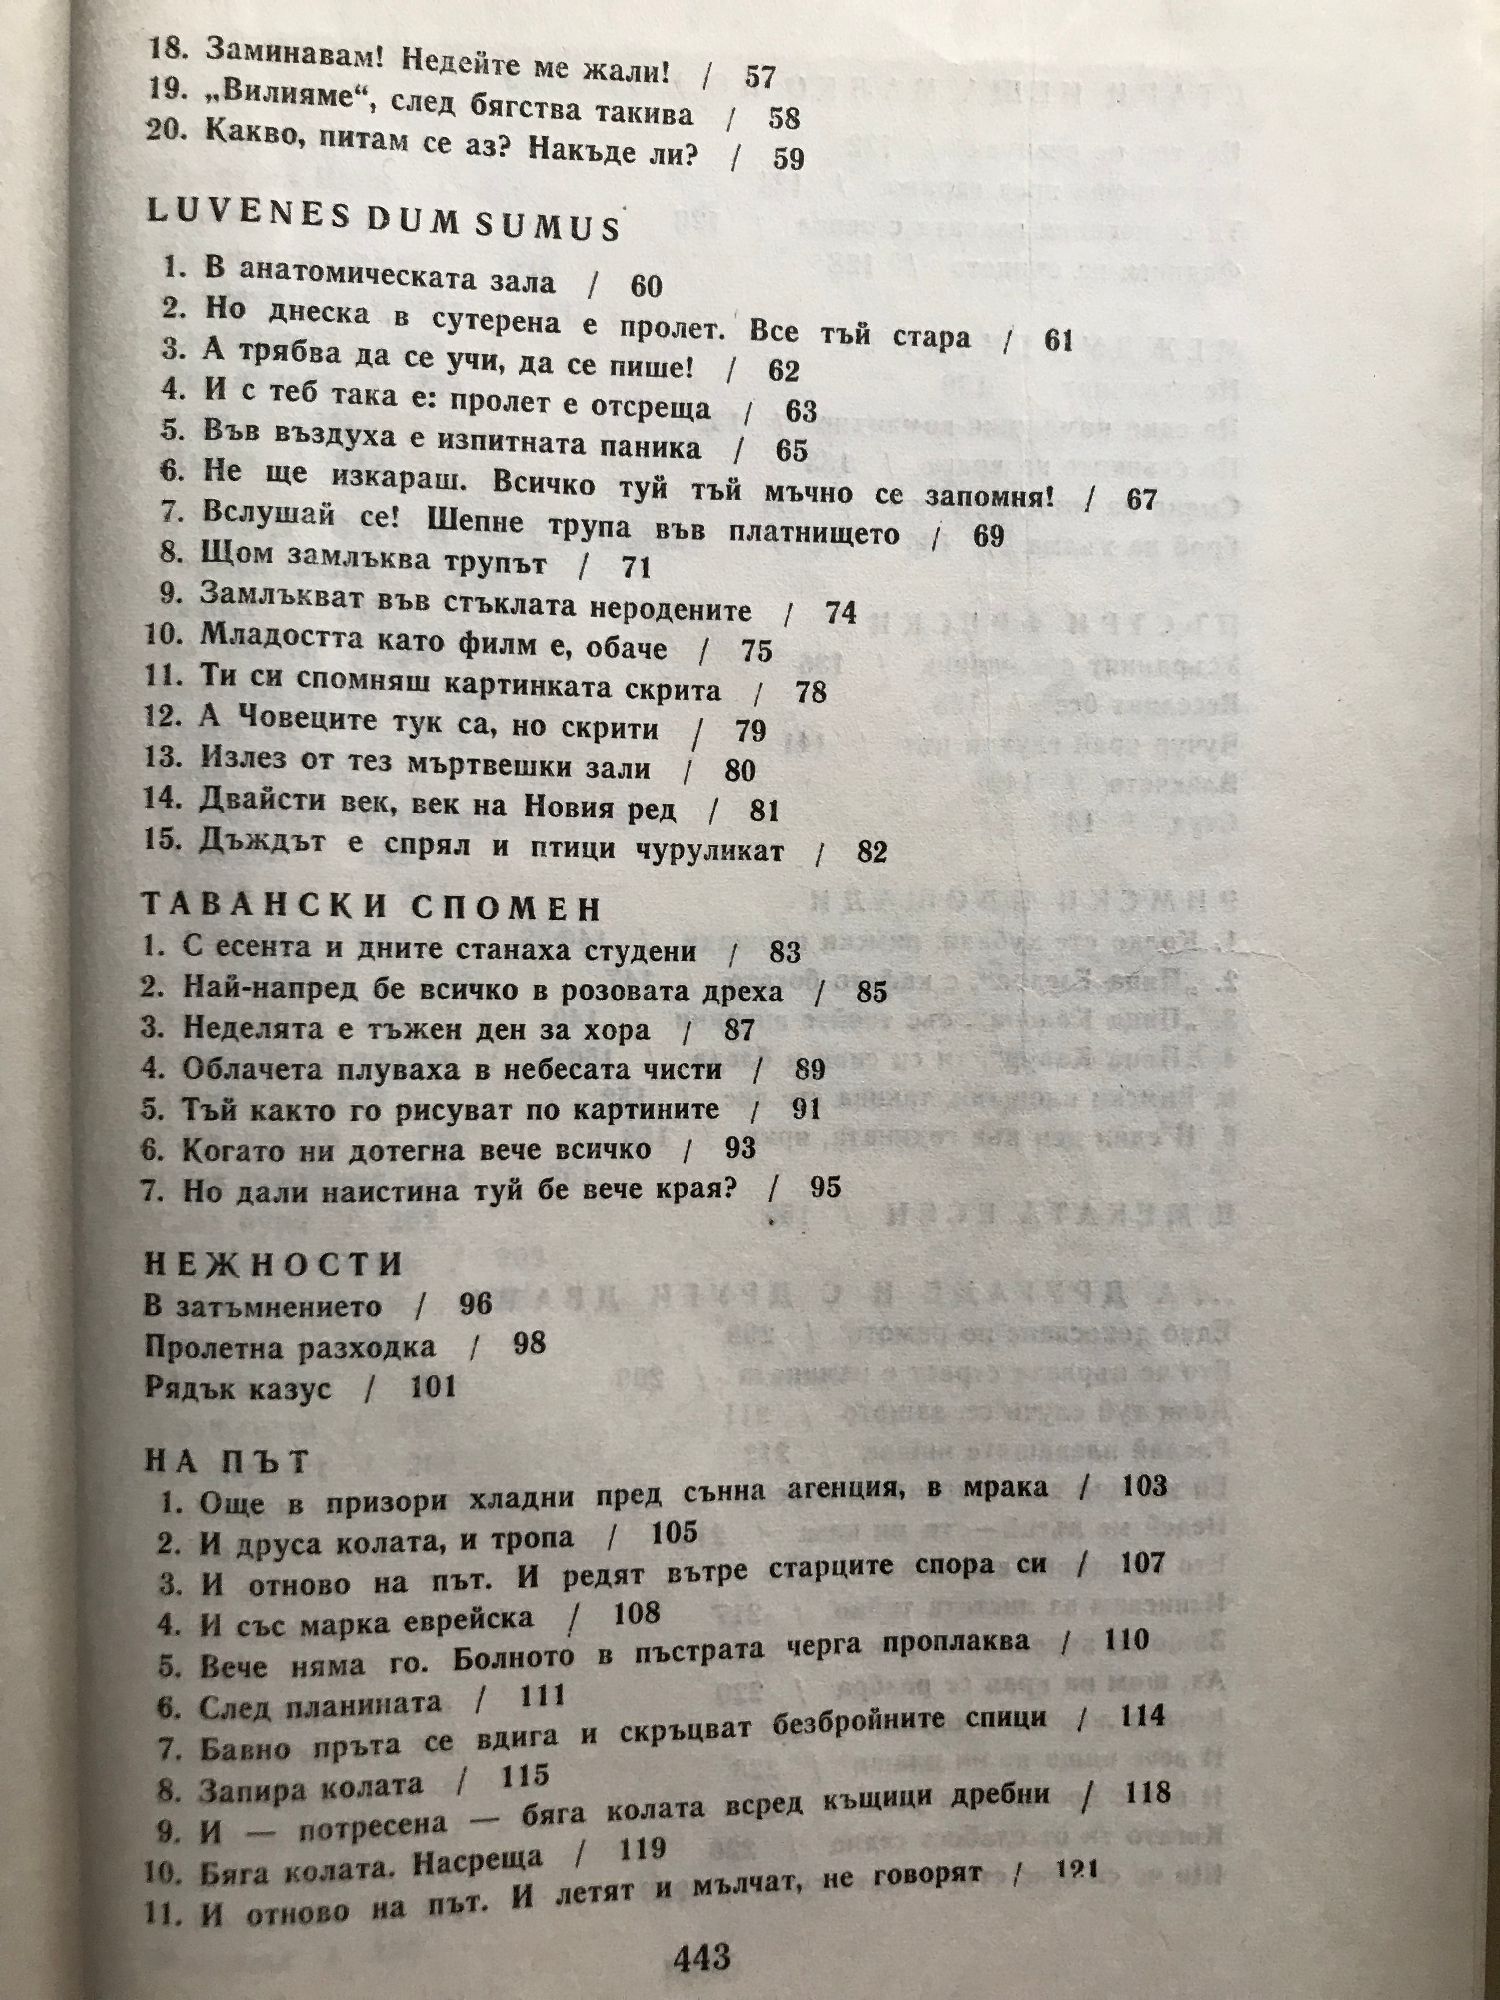 18. Заминавам! Недейте ме жали! / 57
19. „Вилияме“, след бягства такива / 58
20. Какво, питам се аз? Накъде ли? / 59
LUVENES DUM SUMUS
1. В анатомическата зала / 60
2. Но днеска в сутерена е пролет. Все тъй стара / 61
3. А трябва да се учи, да се пише! / 62
4. И с теб така е: пролет е отсреща / 63
5. Във въздуха е изпитната паника / 65
6. Не ще изкараш. Всичко туй тъй мъчно се запомня! / 67
7. Вслушай се! Шепне трупа във платнището / 69
8. Щом замлъква трупът / 71
9. Замлъкват във стъклата неродените / 74
10. Младостта като филм е, обаче / 75
11. Ти си спомняш картинката скрита / 78
12. А Човеците тук са, но скрити / 79
13. Излез от тез мъртвешки зали / 80
14. Двайсти век, век на Новия ред / 81
15. Дъждът е спрял и птици чуруликат / 82
ТАВАНСКИ СПОМЕН
1. С есента и дните станаха студени / 83
2. Най-напред бе всичко в розовата дреха / 85
3. Неделята е тъжен ден за хора / 87
4. Облачета плуваха в небесата чисти / 89
5. Тъй както го рисуват по картините / 91
6. Когато ни дотегна вече всичко / 93
7. Но дали наистина туй бе вече края? / 95
НЕЖНОСТИ
В затъмнението / 96
Пролетна разходка / 98
Рядък казус / 101
НА ПЪТ
1. Още в призори хладни пред сънна агенция, в мрака / 103
2. И друса колата, и тропа / 105
3. И отново на път. И редят вътре старците спора си / 107
4. И със марка еврейска / 108
5. Вече няма го. Болното в пъстрата черга проплаква / 110
6. След планината / 111
7. Бавно пръта се вдига и скръцват безбройните спици / 114
8. Запира колата / 115
9. И — потресена — бяга колата всред къщици дребни / 118
10. Бяга колата. Насреща / 119
11. И отново на път. И летят и мълчат, не говорят / 121
443